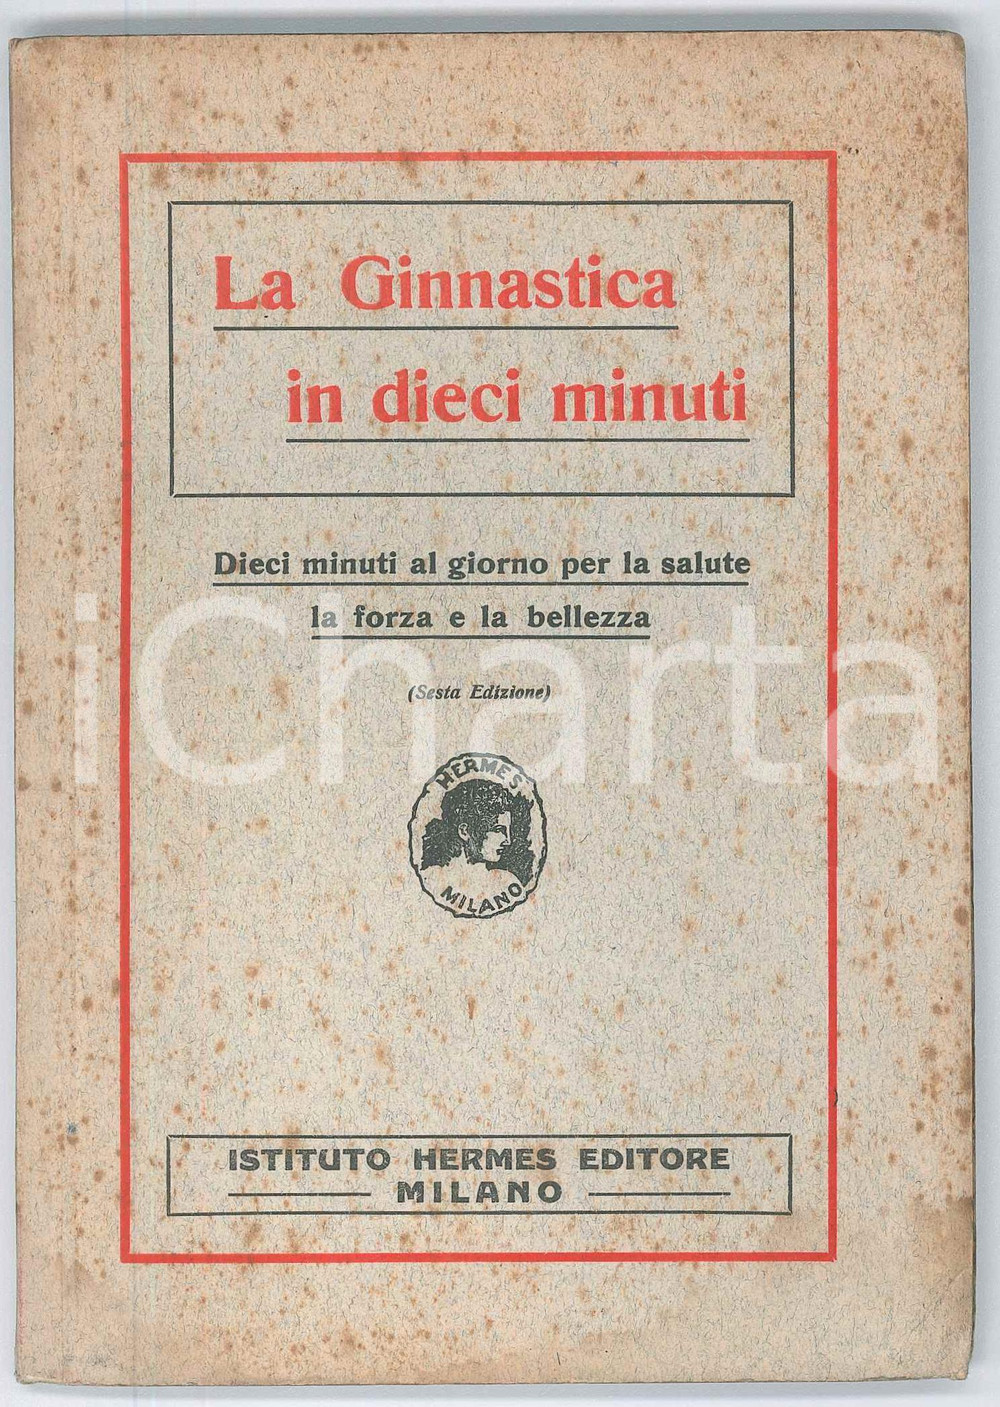 La Ginnastica
in dieci minuti
Dieci minuti al giorno per la salute
la forza e la bellezza
(Sesta Edizione)
iCharta
HERMES
MILANO
ISTITUTO HERMES EDITORE
MILANO